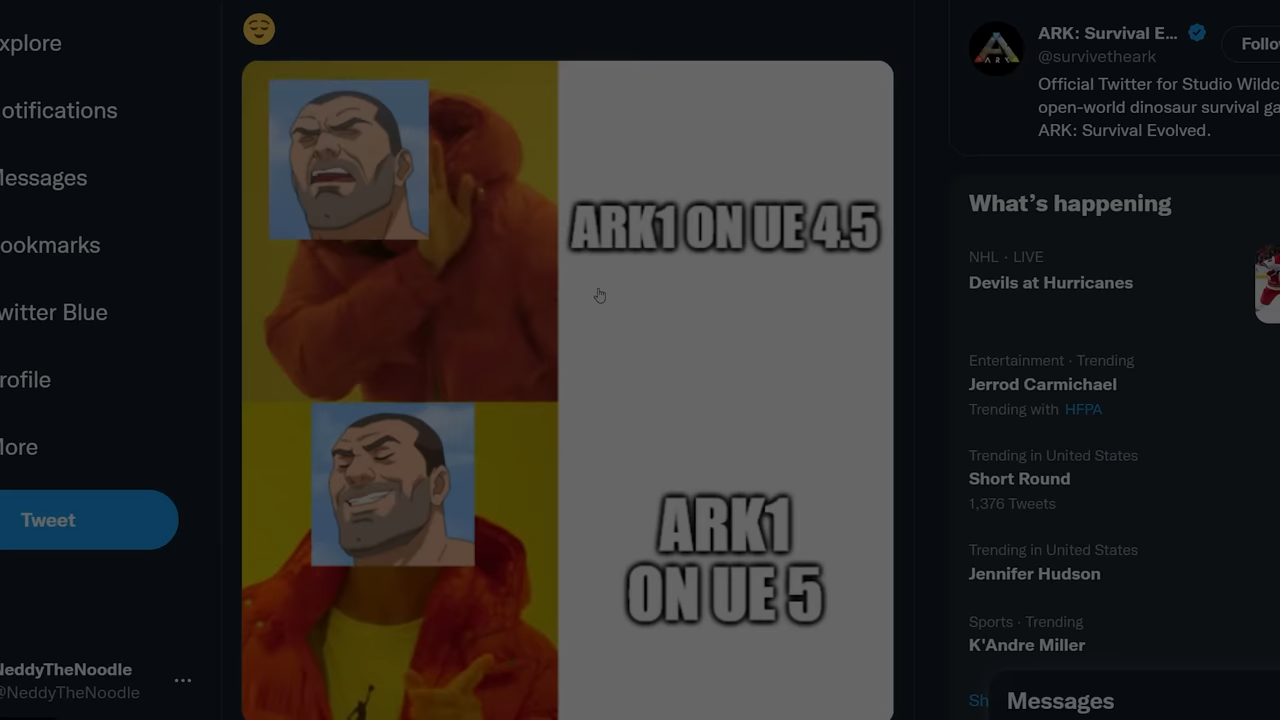 xplore
otifications
Messages
ookmarks
witter Blue
rofile
More
Tweet
NeddyTheNoodle
@NeddyTheNoodle
ARK1 ON UE 4.5
ARK1
ON UE 5
ARK: Survival E...
@survivetheark
Follo
Official Twitter for Studio Wildc
open-world dinosaur survival ga
ARK: Survival Evolved.
What's happening
NHL · LIVE
Devils at Hurricanes
Entertainment · Trending
Jerrod Carmichael
Trending with HFPA
Trending in United States
Short Round
1,376 Tweets
Trending in United States
Jennifer Hudson
Sports · Trending
K'Andre Miller
Sh
Messages